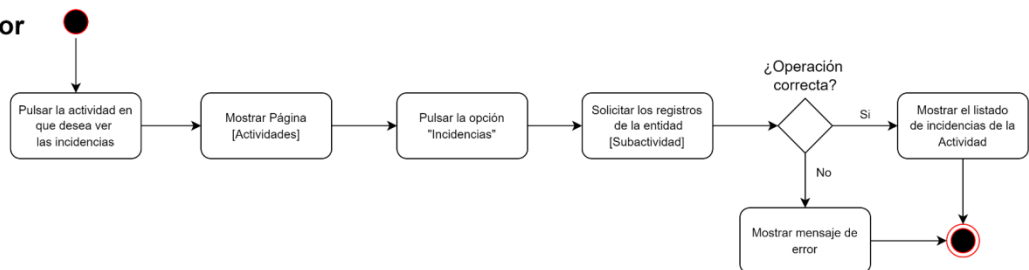 or
Pulsar la actividad en
que desea ver
las incidencias
Mostrar Página
[Actividades]
Pulsar la opción
"Incidencias"
Solicitar los registros
de la entidad
[Subactividad]
¿Operación
correcta?
Si
Mostrar el listado
de incidencias de la
Actividad
No
Mostrar mensaje de
error